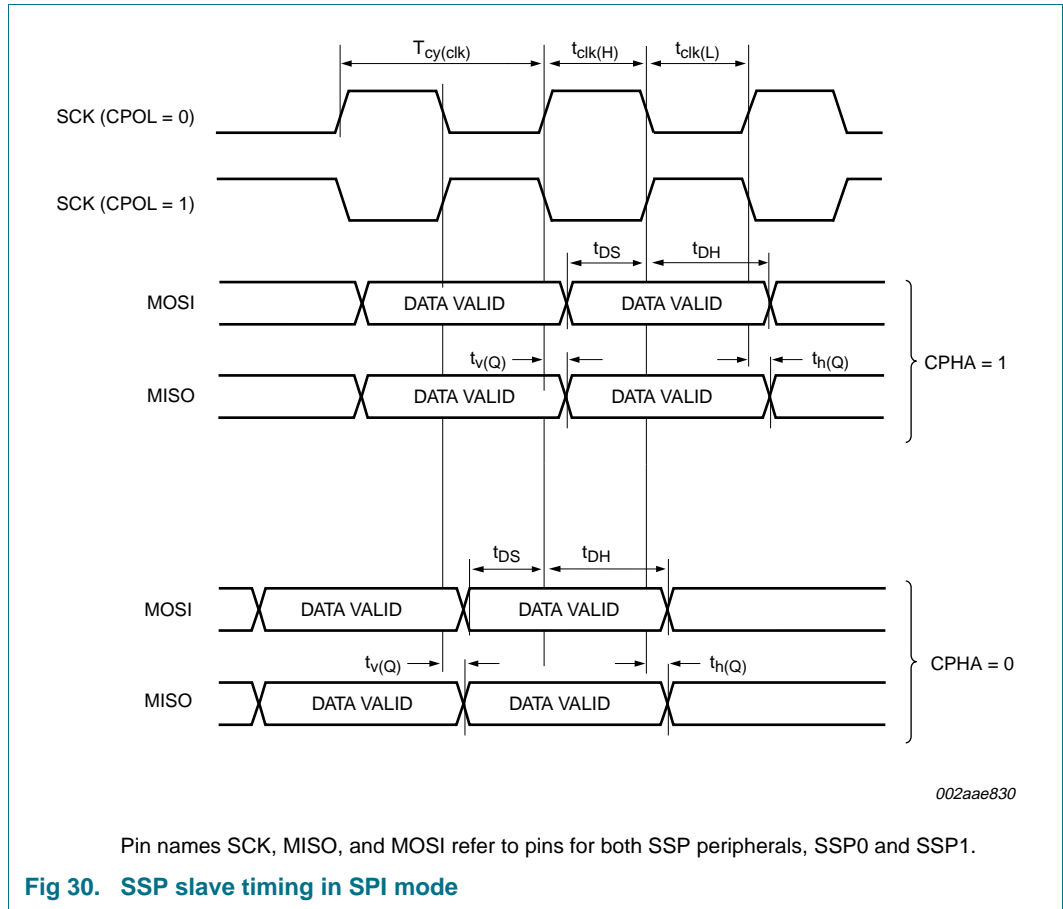 Tcy(clk) tclk(H) tclk(L)
SCK (CPOL = 0)
SCK (CPOL = 1)
tDS tDH
MOSI DATA VALID DATA VALID
tv(Q) th(Q)
CPHA = 1
MISO DATA VALID DATA VALID
tDS tDH
MOSI DATA VALID DATA VALID
tv(Q) th(Q)
CPHA = 0
MISO DATA VALID DATA VALID
002aae830
Pin names SCK, MISO, and MOSI refer to pins for both SSP peripherals, SSP0 and SSP1.
Fig 30. SSP slave timing in SPI mode